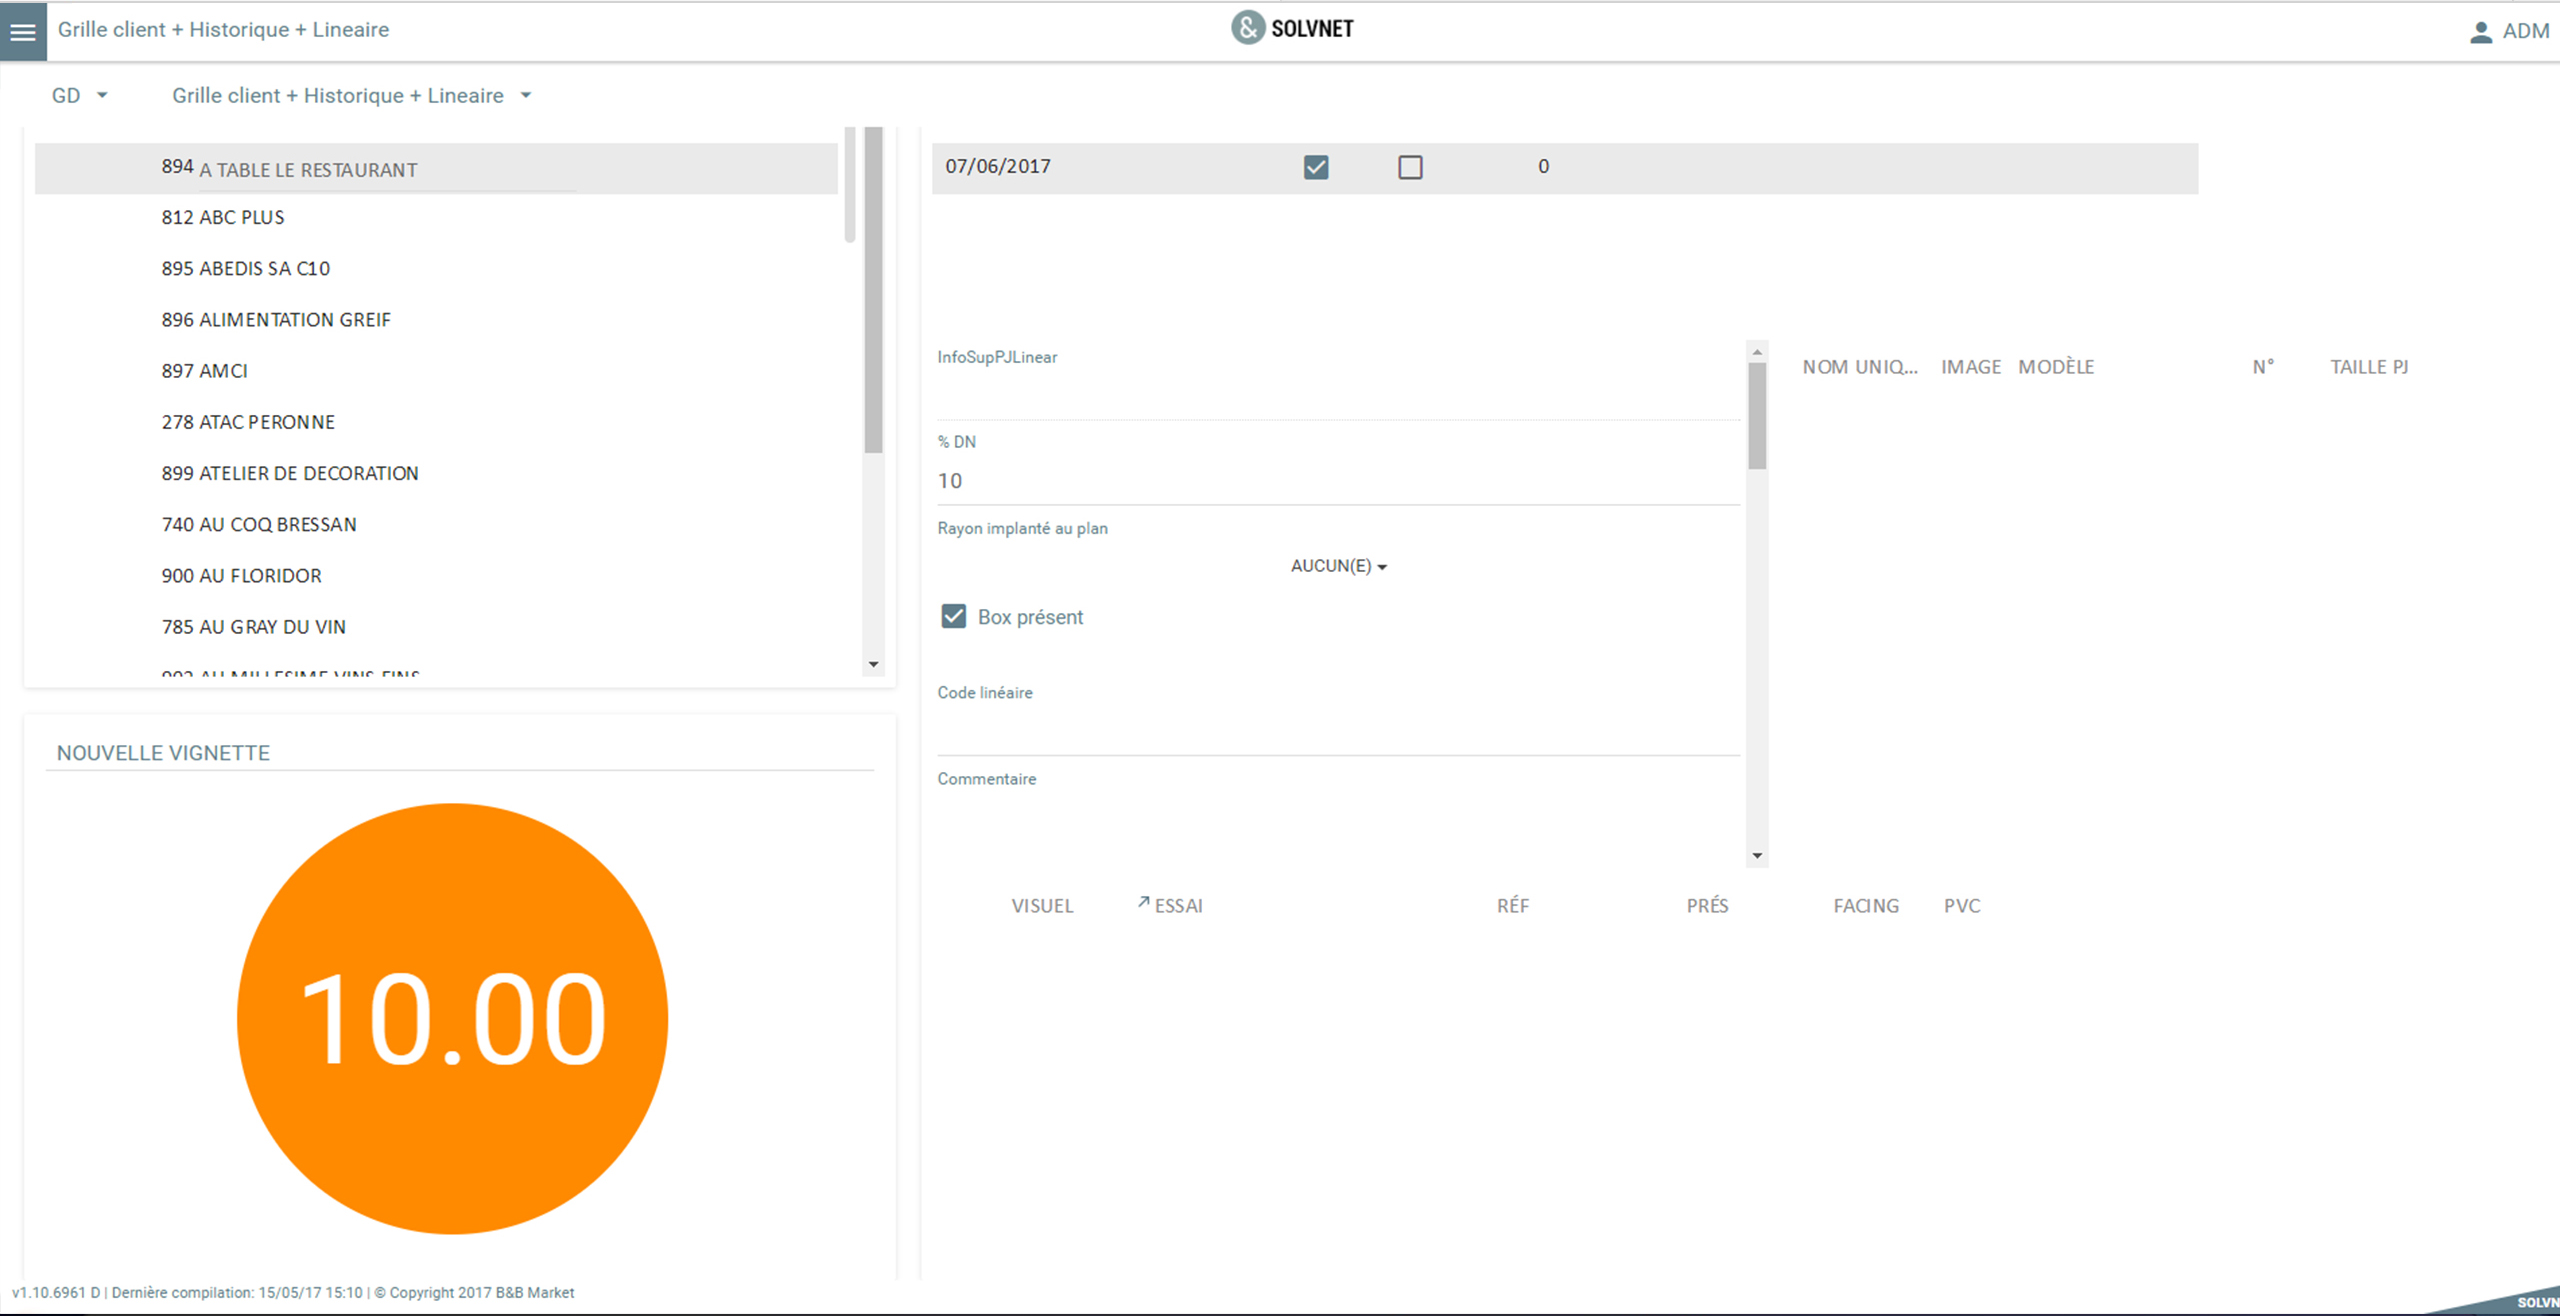 Grille client + Historique + Lineaire
& SOLVNET
ADM
GD
Grille client + Historique + Lineaire
894 A TABLE LE RESTAURANT
812 ABC PLUS
895 ABEDIS SA C10
896 ALIMENTATION GREIF
897 AMCI
278 ATAC PERONNE
899 ATELIER DE DECORATION
740 AU COQ BRESSAN
900 AU FLORIDOR
785 AU GRAY DU VIN
AU MILLESIME VINS FINS
NOUVELLE VIGNETTE
10.00
07/06/2017 0
InfoSupPJLinear
% DN
10
Rayon implanté au plan
AUCUN(E)
Box présent
Code linéaire
Commentaire
NOM UNIQ... IMAGE MODÈLE N° TAILLE PJ
VISUEL ESSAI RÉF PRÉS FACING PVC
v1.10.6961 D | Dernière compilation: 15/05/17 15:10 | © Copyright 2017 B&B Market
SOLVN